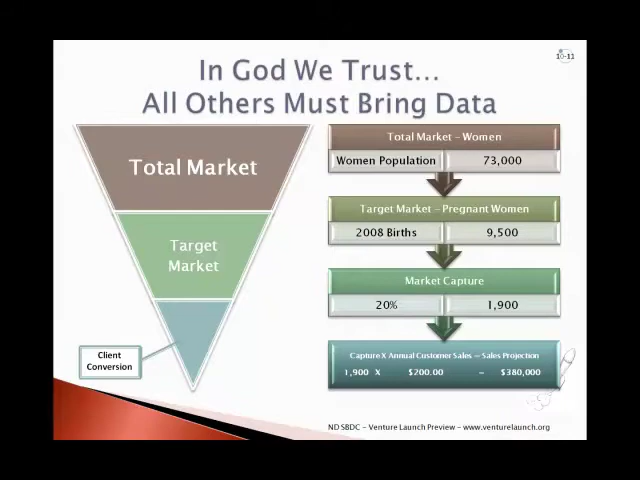 10-11
In God We Trust...
All Others Must Bring Data
Total Market
Target
Market
Client
Conversion
Total Market – Women
Women Population 73,000
Target Market – Pregnant Women
2008 Births 9,500
Market Capture
20% 1,900
Capture X Annual Customer Sales = Sales Projection
1,900 X $200.00 = $380,000
ND SBDC – Venture Launch Preview – www.venturelaunch.org